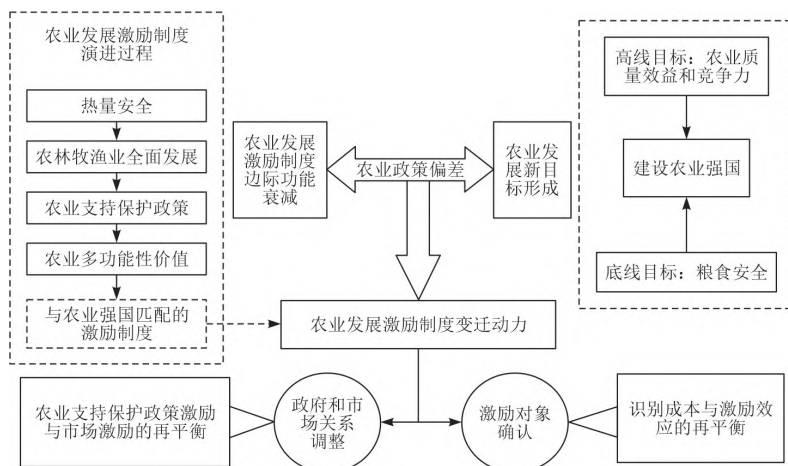 农业发展激励制度
演进过程
热量安全
农林牧渔业全面发展
农业支持保护政策
农业多功能性价值
与农业强国匹配的
激励制度
农业发展
激励制度
边际功能
衰减
农业政策偏差
农业发
展新目
标形成
高线目标：农业质
量效益和竞争力
建设农业强国
底线目标：粮食安全
农业发展激励制度变迁动力
农业支持保护政策激励
与市场激励的再平衡
政府和市
场关系
调整
激励对象
确认
识别成本与激励效
应的再平衡